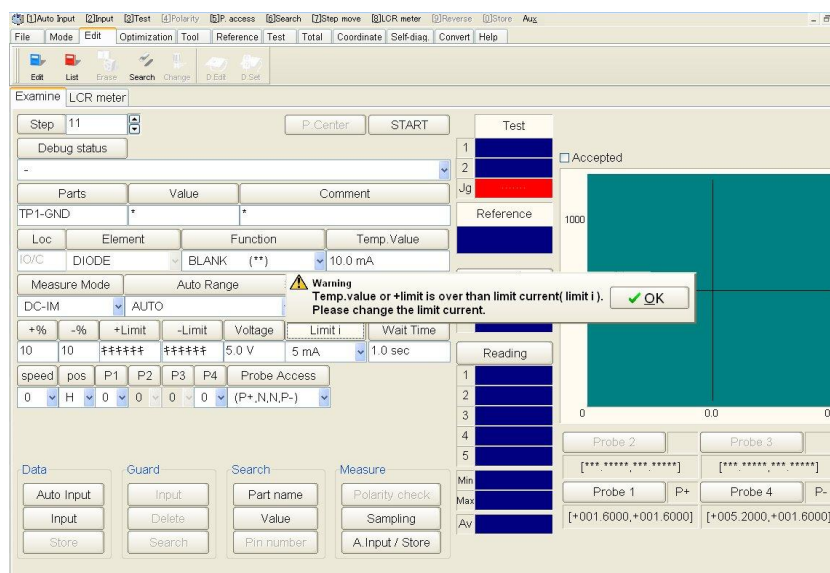 [1]Auto Input [2]Input [3]Test [4]Polarity [5]P. access [6]Search [7]Step move [8]LCR meter [9]Reverse [0]Store Aux
File Mode Edit Optimization Tool Reference Test Total Coordinate Self-diag. Convert Help
Edit List Erase Search Change D.Edit D.Set
Examine LCR meter
Step 11 P.Center START Test
Debug status 1
- 2
Accepted
Jg
Parts Value Comment
TP1-GND * * Reference
1000
Loc Element Function Temp.Value
IO/C DIODE BLANK (**) 10.0 mA
Measure Mode Auto Range
Warning
Temp.value or +limit is over than limit current( limit i ).
Please change the limit current.
OK
DC-IM AUTO
+% -% +Limit -Limit Voltage Limit i Wait Time
10 10 ‡‡‡‡‡‡ ‡‡‡‡‡‡ 5.0 V 5 mA 1.0 sec
Reading
speed pos P1 P2 P3 P4 Probe Access 1
0 H 0 0 0 0 (P+,N,N,P-) 2
3 0 0.0 0
4
Probe 2 Probe 3
5
[*** *****,*** *****] [*** *****,*** *****]
Data Guard Search Measure
Min
Auto Input Input Part name Polarity check
Max
Probe 1 P+ Probe 4 P-
Input Delete Value Sampling
[+001.6000,+001.6000] [+005.2000,+001.6000]
Av
Store Search Pin number A.Input / Store